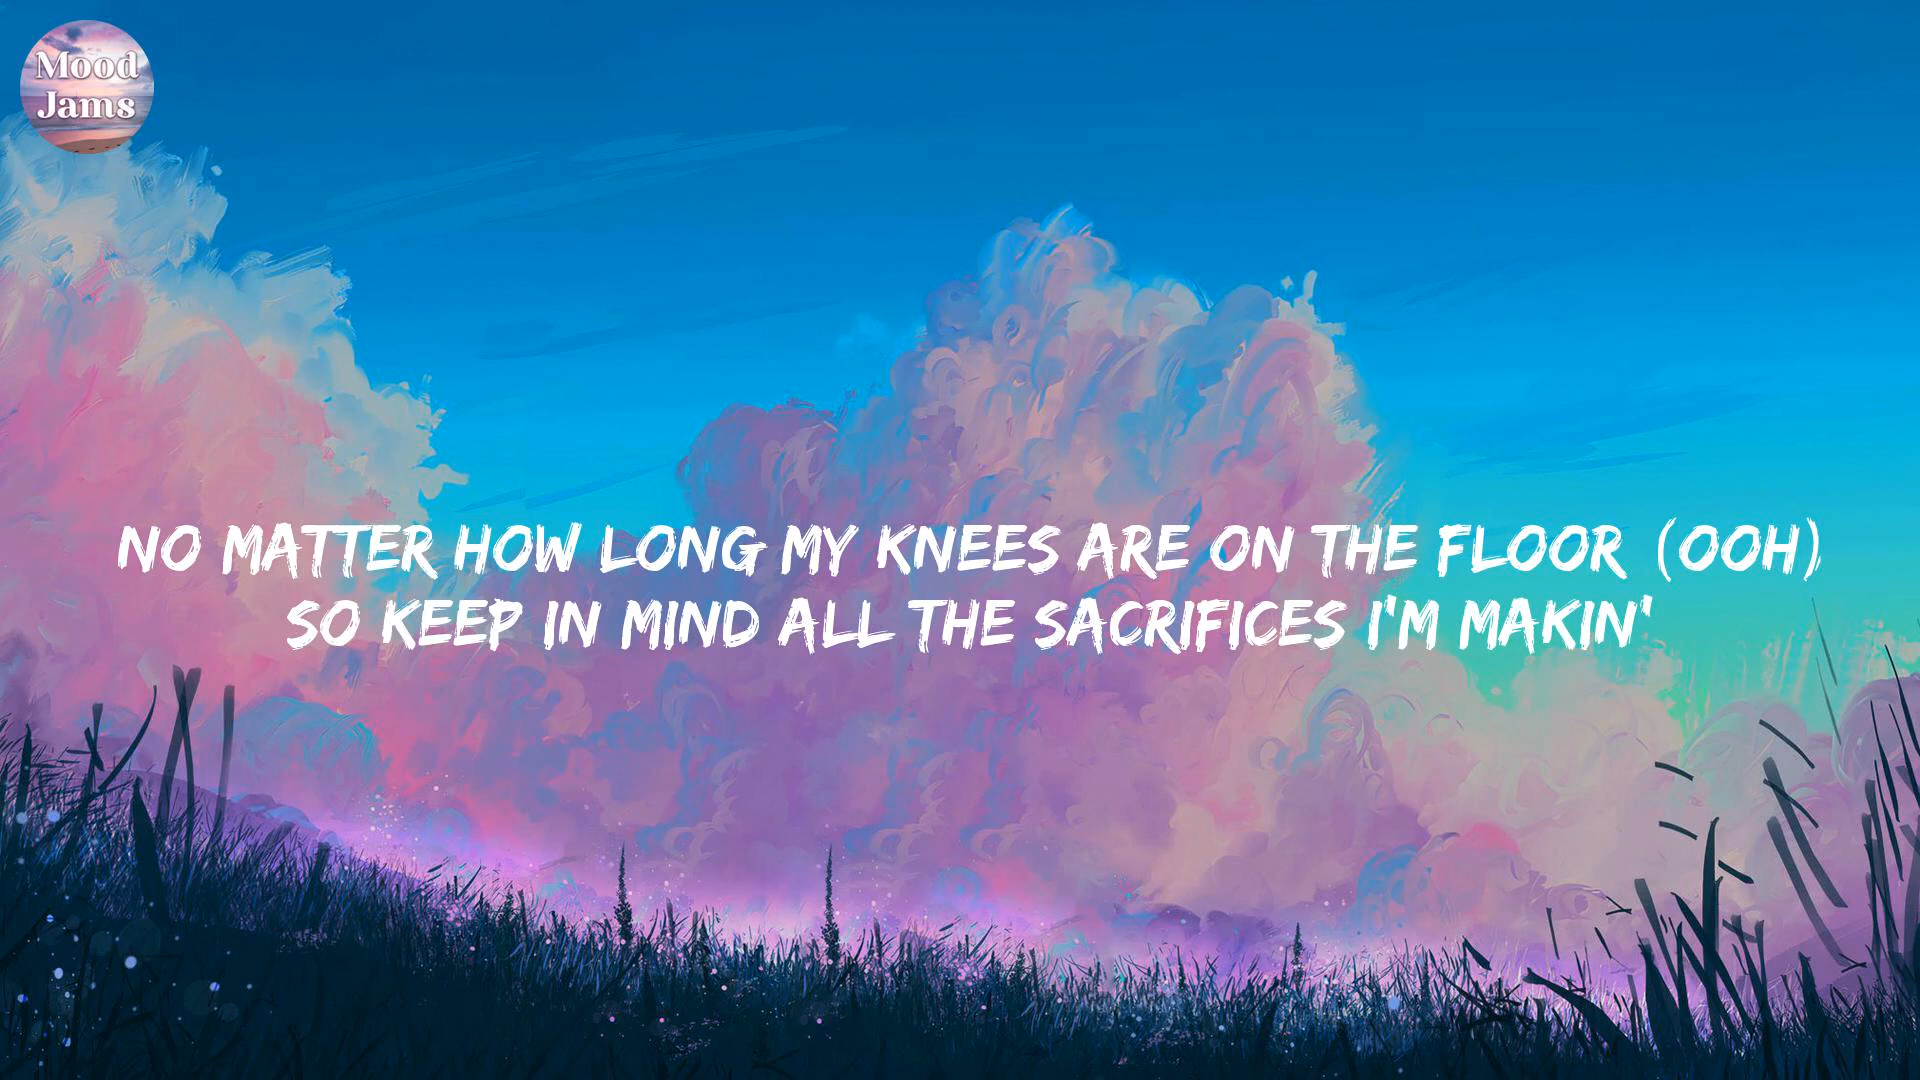 Mood
Jams
NO MATTER HOW LONG MY KNEES ARE ON THE FLOOR (OOH)
SO KEEP IN MIND ALL THE SACRIFICES I'M MAKIN'